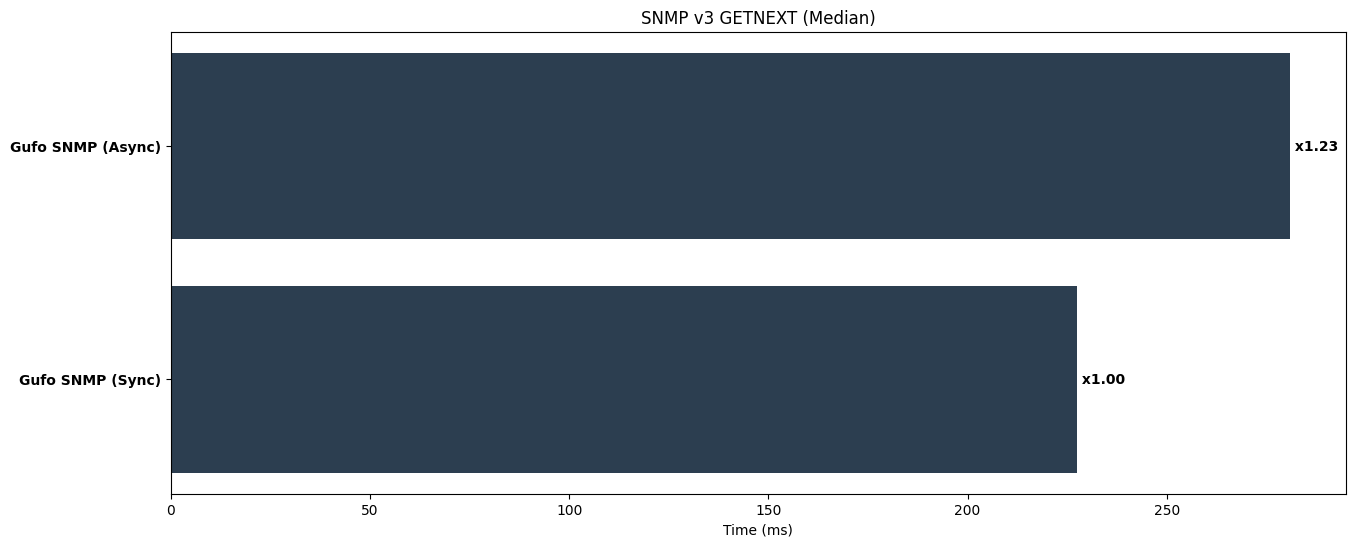 SNMP v3 GETNEXT (Median)
Gufo SNMP (Async)
x1.23
Gufo SNMP (Sync)
x1.00
0 50 100 150 200 250
Time (ms)